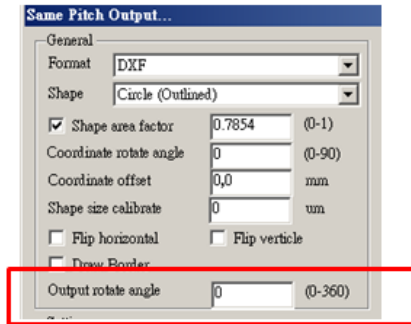 Same Pitch Output...
General
Format DXF
Shape Circle (Outlined)
Shape area factor 0.7854 (0-1)
Coordinate rotate angle 0 (0-90)
Coordinate offset 0,0 mm
Shape size calibrate 0 um
Flip horizontal Flip verticle
Draw Border
Output rotate angle 0 (0-360)